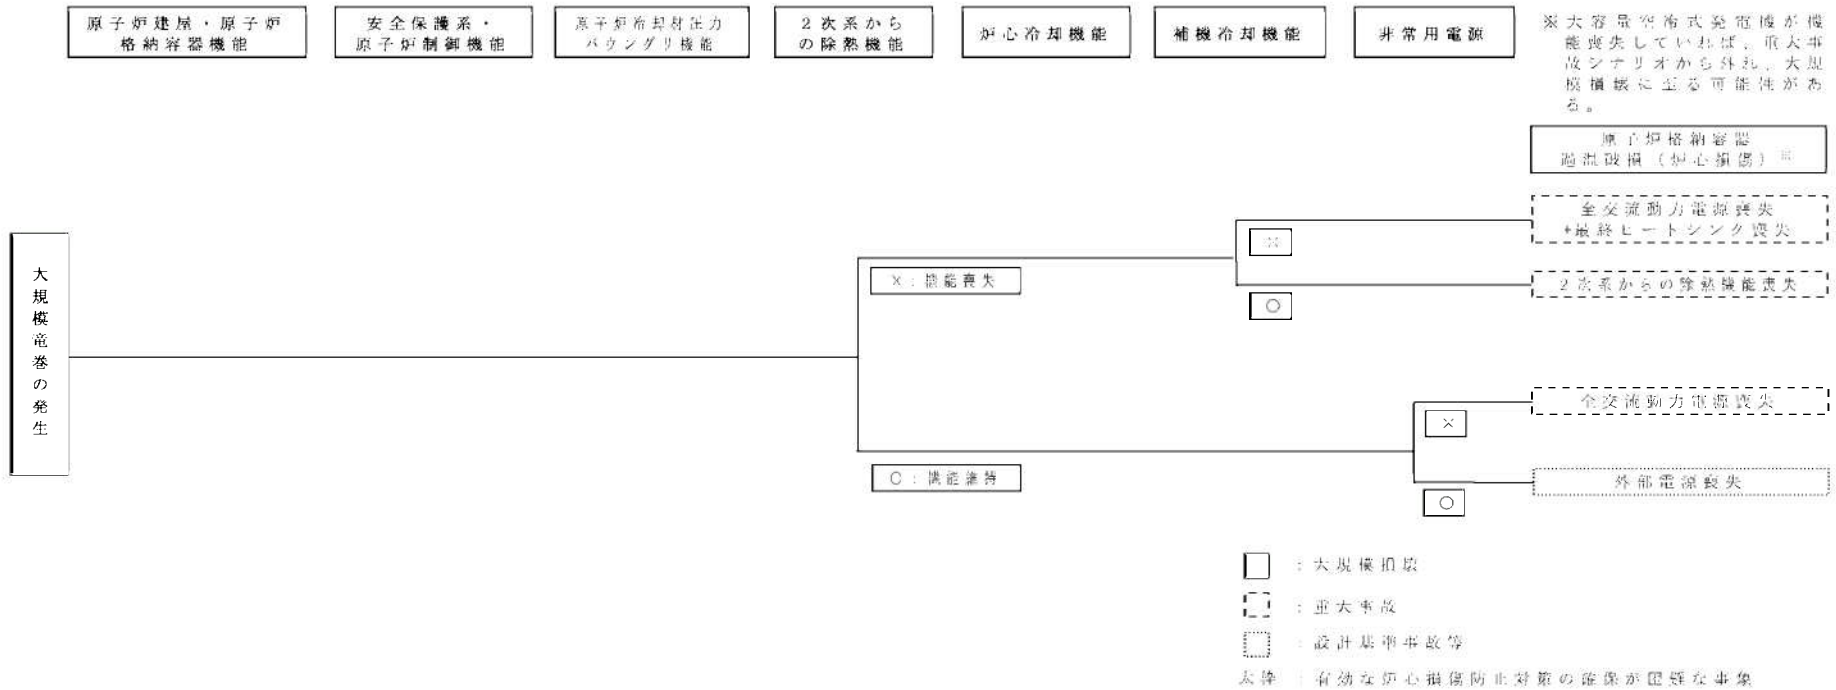 原子炉建屋・原子炉
格納容器機能
安全保護系・
原子炉制御機能
原子炉冷却材圧力
バウンダリ機能
2次系から
の除熱機能
炉心冷却機能
補機冷却機能
非常用電源
※大容量空冷式発電機が機
能喪失していれば、重大事
故シナリオから外れ、大規
模損壊に至る可能性があ
る。
原子炉格納容器
過温破損(炉心損傷)※
全交流動力電源喪失
+最終ヒートシンク喪失
×
×:機能喪失
2次系からの除熱機能喪失
○
大規模竜巻の発生
全交流動力電源喪失
×
○:機能維持
外部電源喪失
○
:大規模損壊
:重大事故
:設計基準事故等
太枠:有効な炉心損傷防止対策の確保が困難な事象